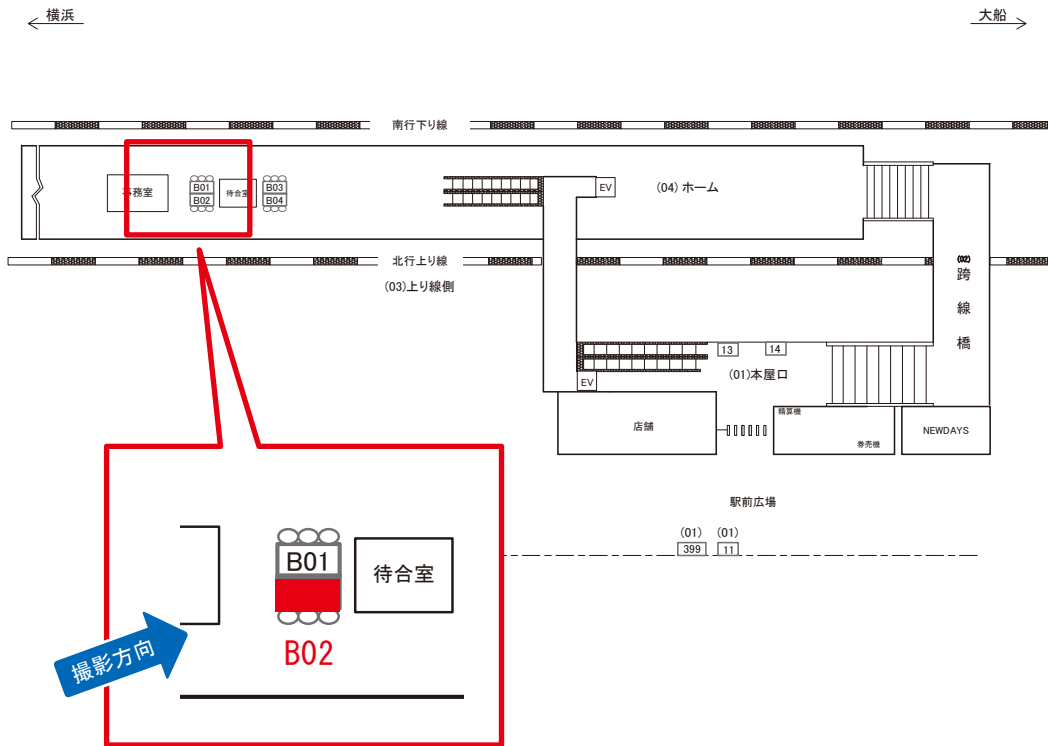 横浜
大船
南行下り線
事務室
B01
B02
待合室
B03
B04
EV
(04) ホーム
北行上り線
(03)上り線側
(02)
跨線橋
13
14
(01)本屋口
EV
店舗
精算機
券売機
NEWDAYS
駅前広場
(01)
(01)
399
11
B01
待合室
B02
撮影方向